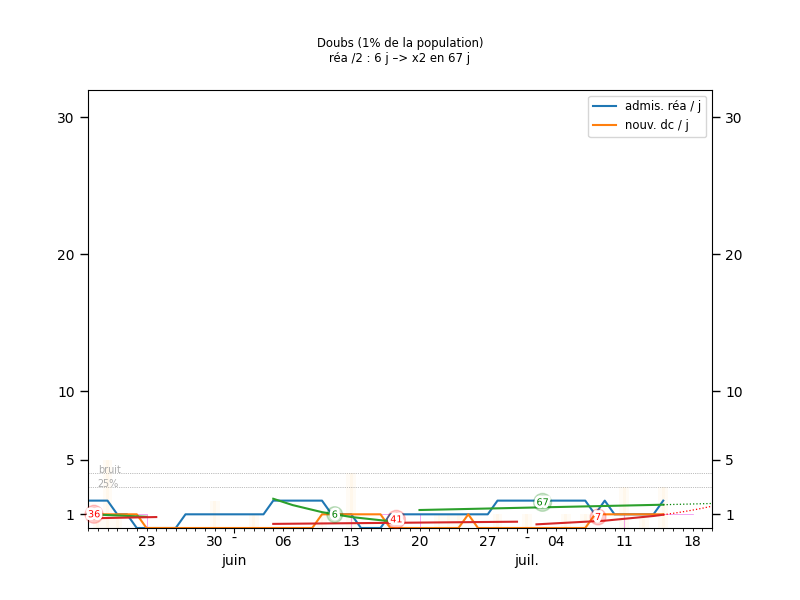 Doubs (1% de la population)
réa /2 : 6 j –> x2 en 67 j
admis. réa / j
nouv. dc / j
30 30
20 20
10 10
5 5
bruit
25%
1 1
36 6 41 67 7
23 30 - 06 13 20 27 - 04 11 18
juin juil.